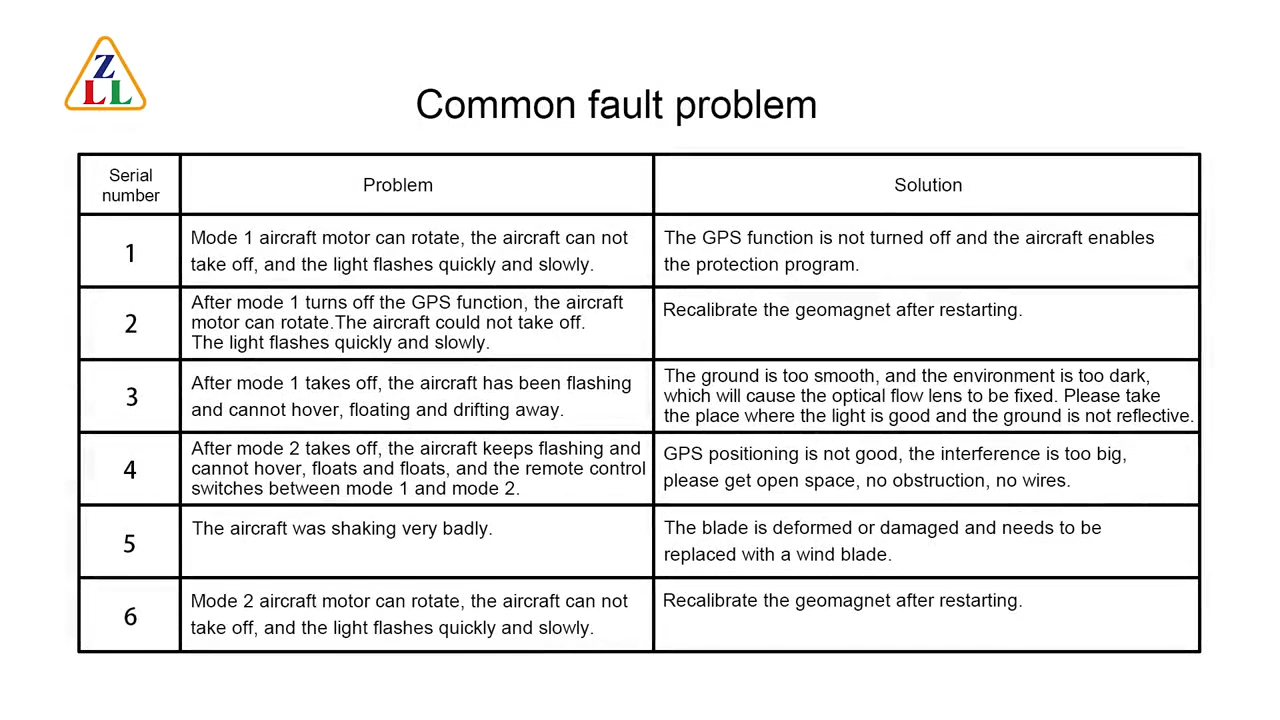 Z
LL
Common fault problem
Serial
number
Problem
Solution
1
Mode 1 aircraft motor can rotate, the aircraft can not
take off, and the light flashes quickly and slowly.
The GPS function is not turned off and the aircraft enables
the protection program.
2
After mode 1 turns off the GPS function, the aircraft
motor can rotate.The aircraft could not take off.
The light flashes quickly and slowly.
Recalibrate the geomagnet after restarting.
3
After mode 1 takes off, the aircraft has been flashing
and cannot hover, floating and drifting away.
The ground is too smooth, and the environment is too dark,
which will cause the optical flow lens to be fixed. Please take
the place where the light is good and the ground is not reflective.
4
After mode 2 takes off, the aircraft keeps flashing and
cannot hover, floats and floats, and the remote control
switches between mode 1 and mode 2.
GPS positioning is not good, the interference is too big,
please get open space, no obstruction, no wires.
5
The aircraft was shaking very badly.
The blade is deformed or damaged and needs to be
replaced with a wind blade.
6
Mode 2 aircraft motor can rotate, the aircraft can not
take off, and the light flashes quickly and slowly.
Recalibrate the geomagnet after restarting.